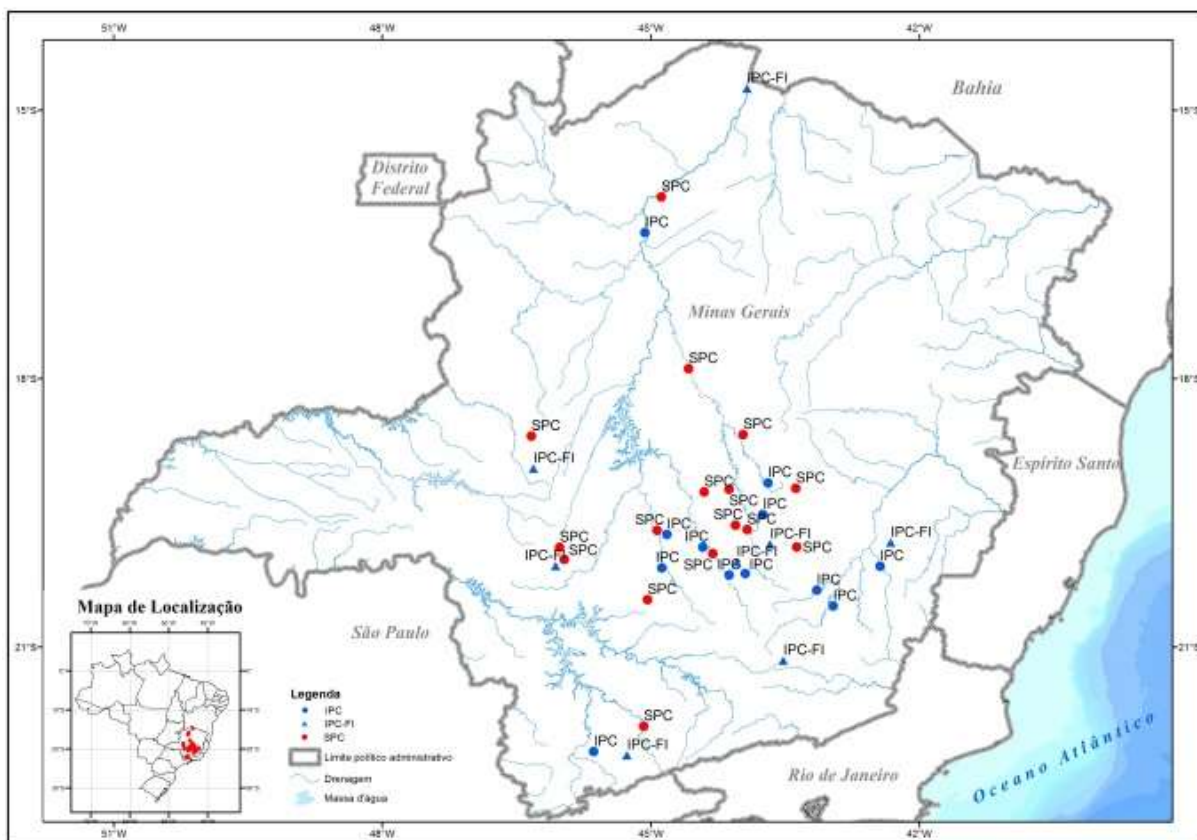 51°W 48°W 45°W 42°W
IPC-FI
Bahia
15°S 15°S
Distrito
Federal
SPC
IPC
Minas Gerais
SPC
18°S 18°S
SPC
SPC
IPC-FI
Espírito Santo
IPC
SPC
SPC
SPC
IPC
SPC
SPC
SPC
IPC
IPC
IPC-FI
IPC-FI
SPC
SPC
SPC
SPC
IPC-FI
IPC
IPC-FI
IPC
IPC
IPC
IPC
SPC
IPC
Mapa de Localização
São Paulo
21°S 21°S
IPC-FI
Legenda
IPC
IPC-FI
SPC
Limite político administrativo
Drenagem
Massa d'água
SPC
IPC
IPC-FI
Rio de Janeiro
Oceano Atlântico
51°W 48°W 45°W 42°W